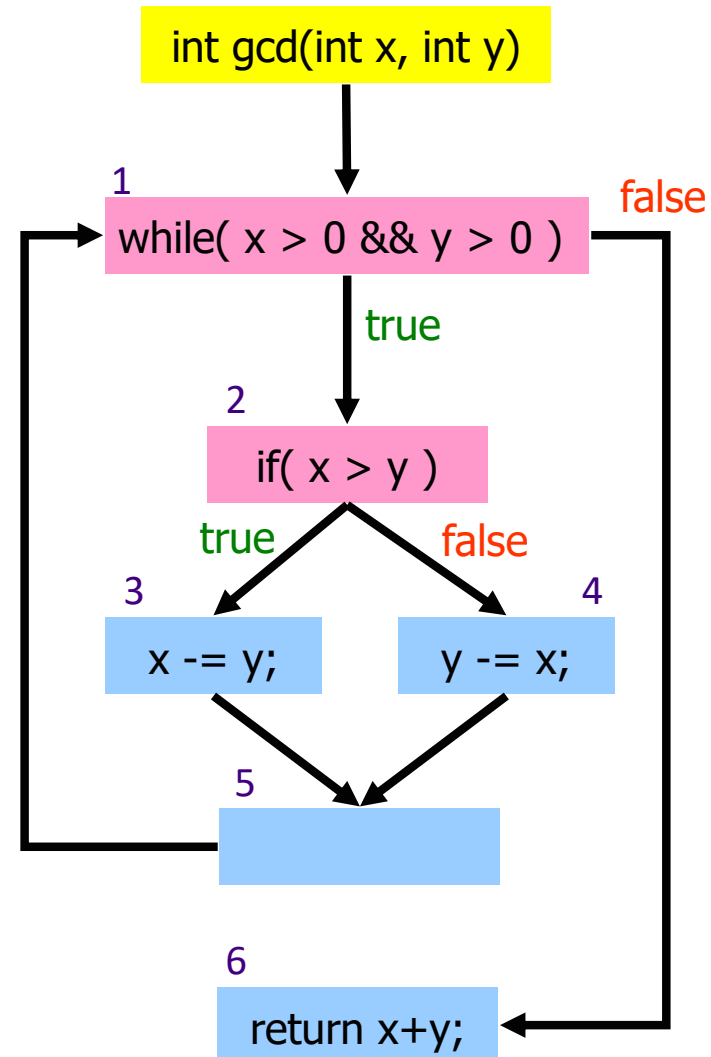 int gcd(int x, int y)
1
false
while( x > 0 && y > 0 )
true
2
if( x > y )
true
false
3
4
x -= y;
y -= x;
5
6
return x+y;